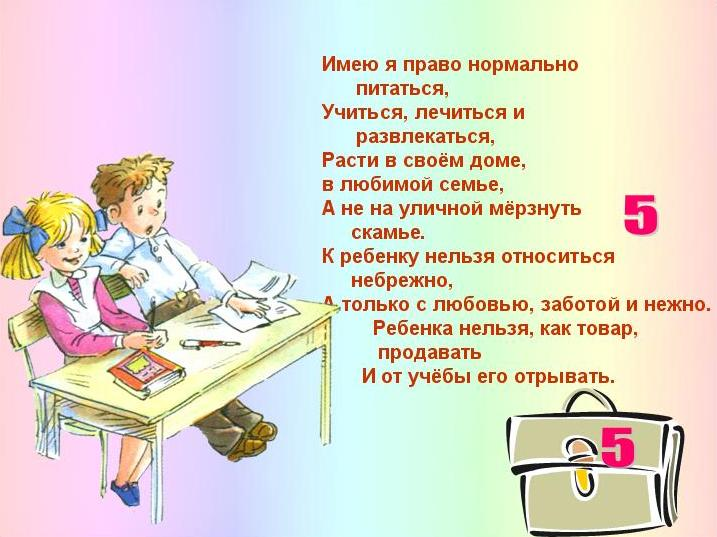 Имею я право нормально
питаться,
Учиться, лечиться и
развлекаться,
Расти в своём доме,
в любимой семье,
А не на уличной мёрзнуть
скамье.
5
К ребенку нельзя относиться
небрежно,
А только с любовью, заботой и нежно.
Ребенка нельзя, как товар,
продавать
И от учёбы его отрывать.
5